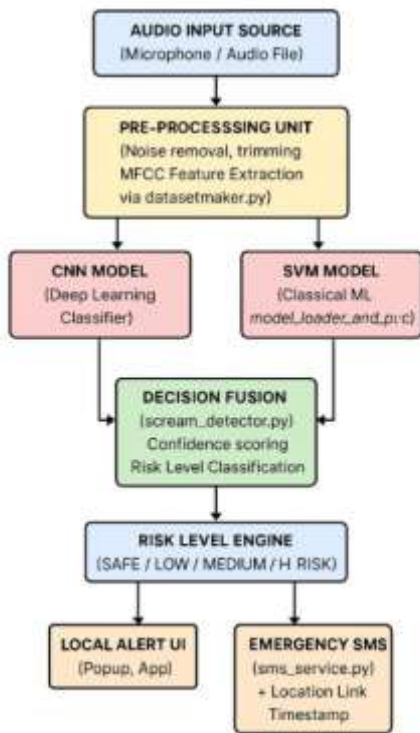 AUDIO INPUT SOURCE
(Microphone / Audio File)
PRE-PROCESSSING UNIT
(Noise removal, trimming
MFCC Feature Extraction
via datasetmaker.py)
CNN MODEL
(Deep Learning
Classifier)
SVM MODEL
(Classical ML
DECISION FUSION
(scream_detector.py)
Confidence scoring
Risk Level Classification
RISK LEVEL ENGINE
(SAFE / LOW / MEDIUM / H RISK)
LOCAL ALERT UI
(Popup, App)
EMERGENCY SMS
(sms_service.py)
+ Location Link
Timestamp